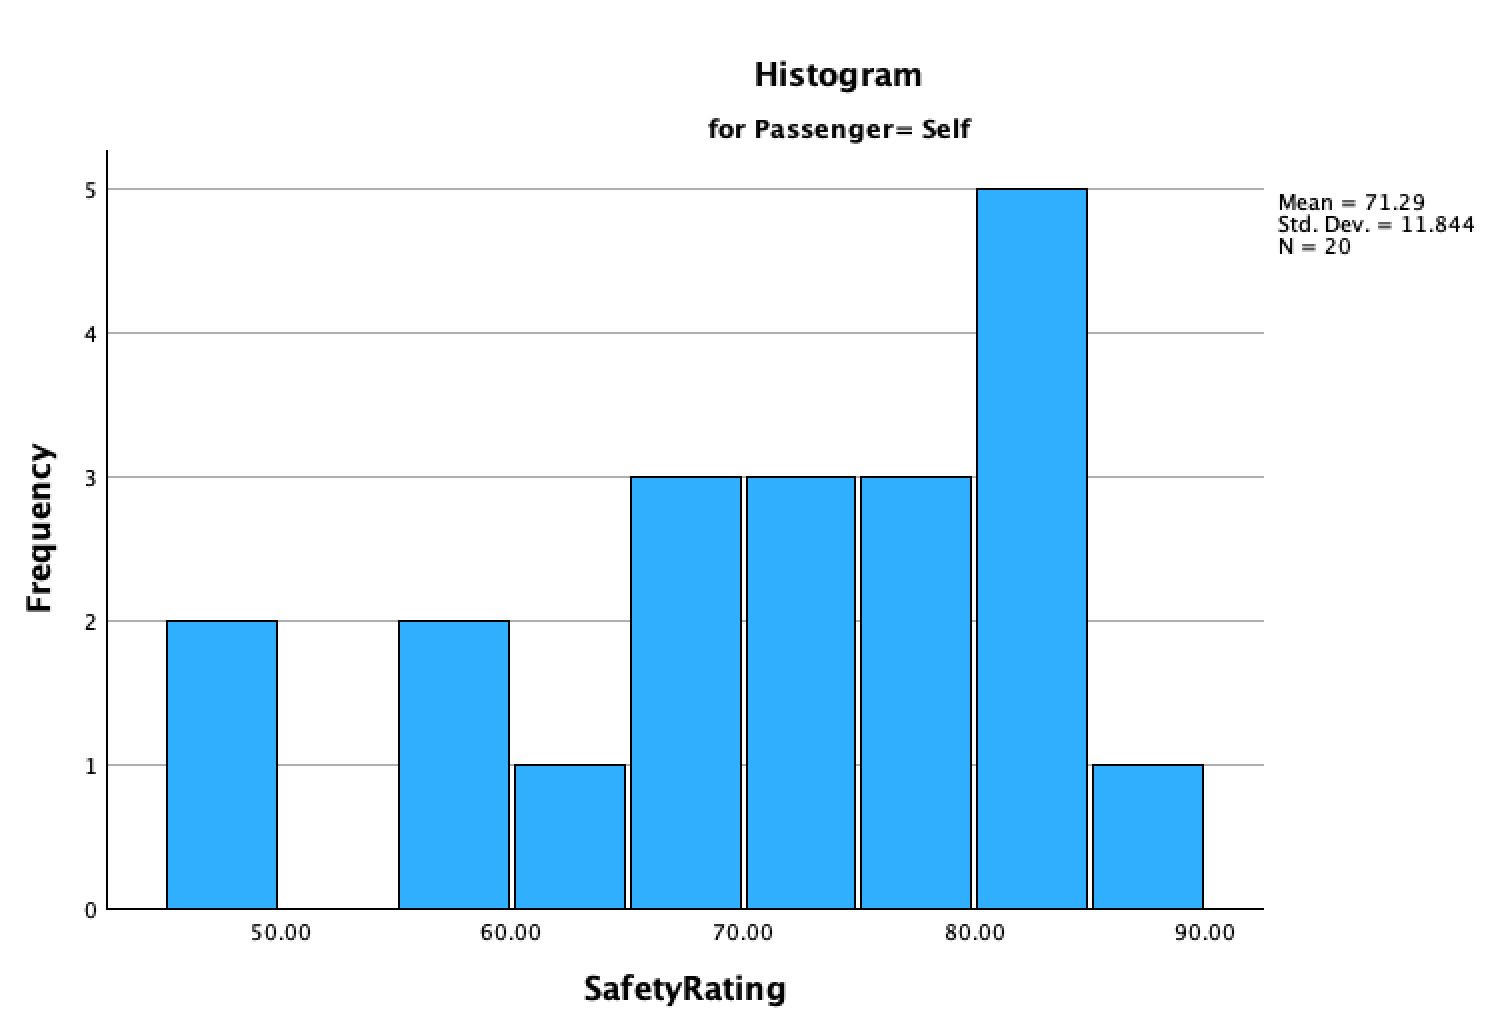 Histogram
for Passenger= Self
Mean = 71.29
Std. Dev. = 11.844
N = 20
Frequency
5
4
3
2
1
0
50.00 60.00 70.00 80.00 90.00
SafetyRating